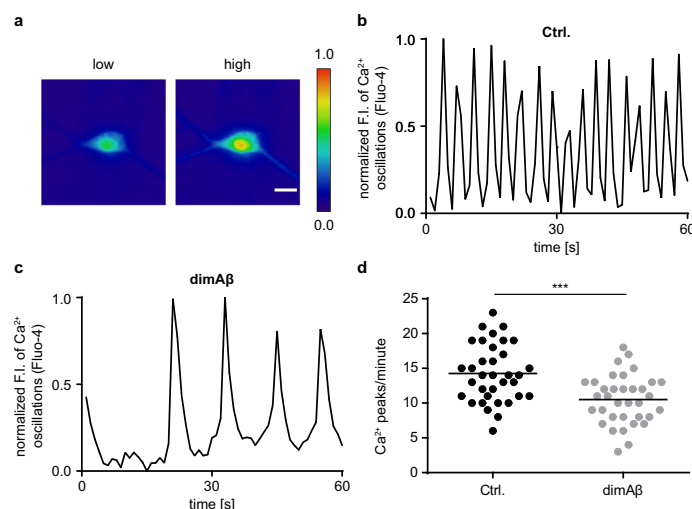 a
low
high
1.0
0.0
b
Ctrl.
normalized F.I. of Ca²⁺
oscillations (Fluo-4)
1.0
0.5
0.0
30
60
time [s]
c
dimAβ
normalized F.I. of Ca²⁺
oscillations (Fluo-4)
1.0
0.5
0.0
0
30
60
time [s]
d
***
Ca²⁺ peaks/minute
25
20
15
10
5
0
Ctrl.
dimAβ